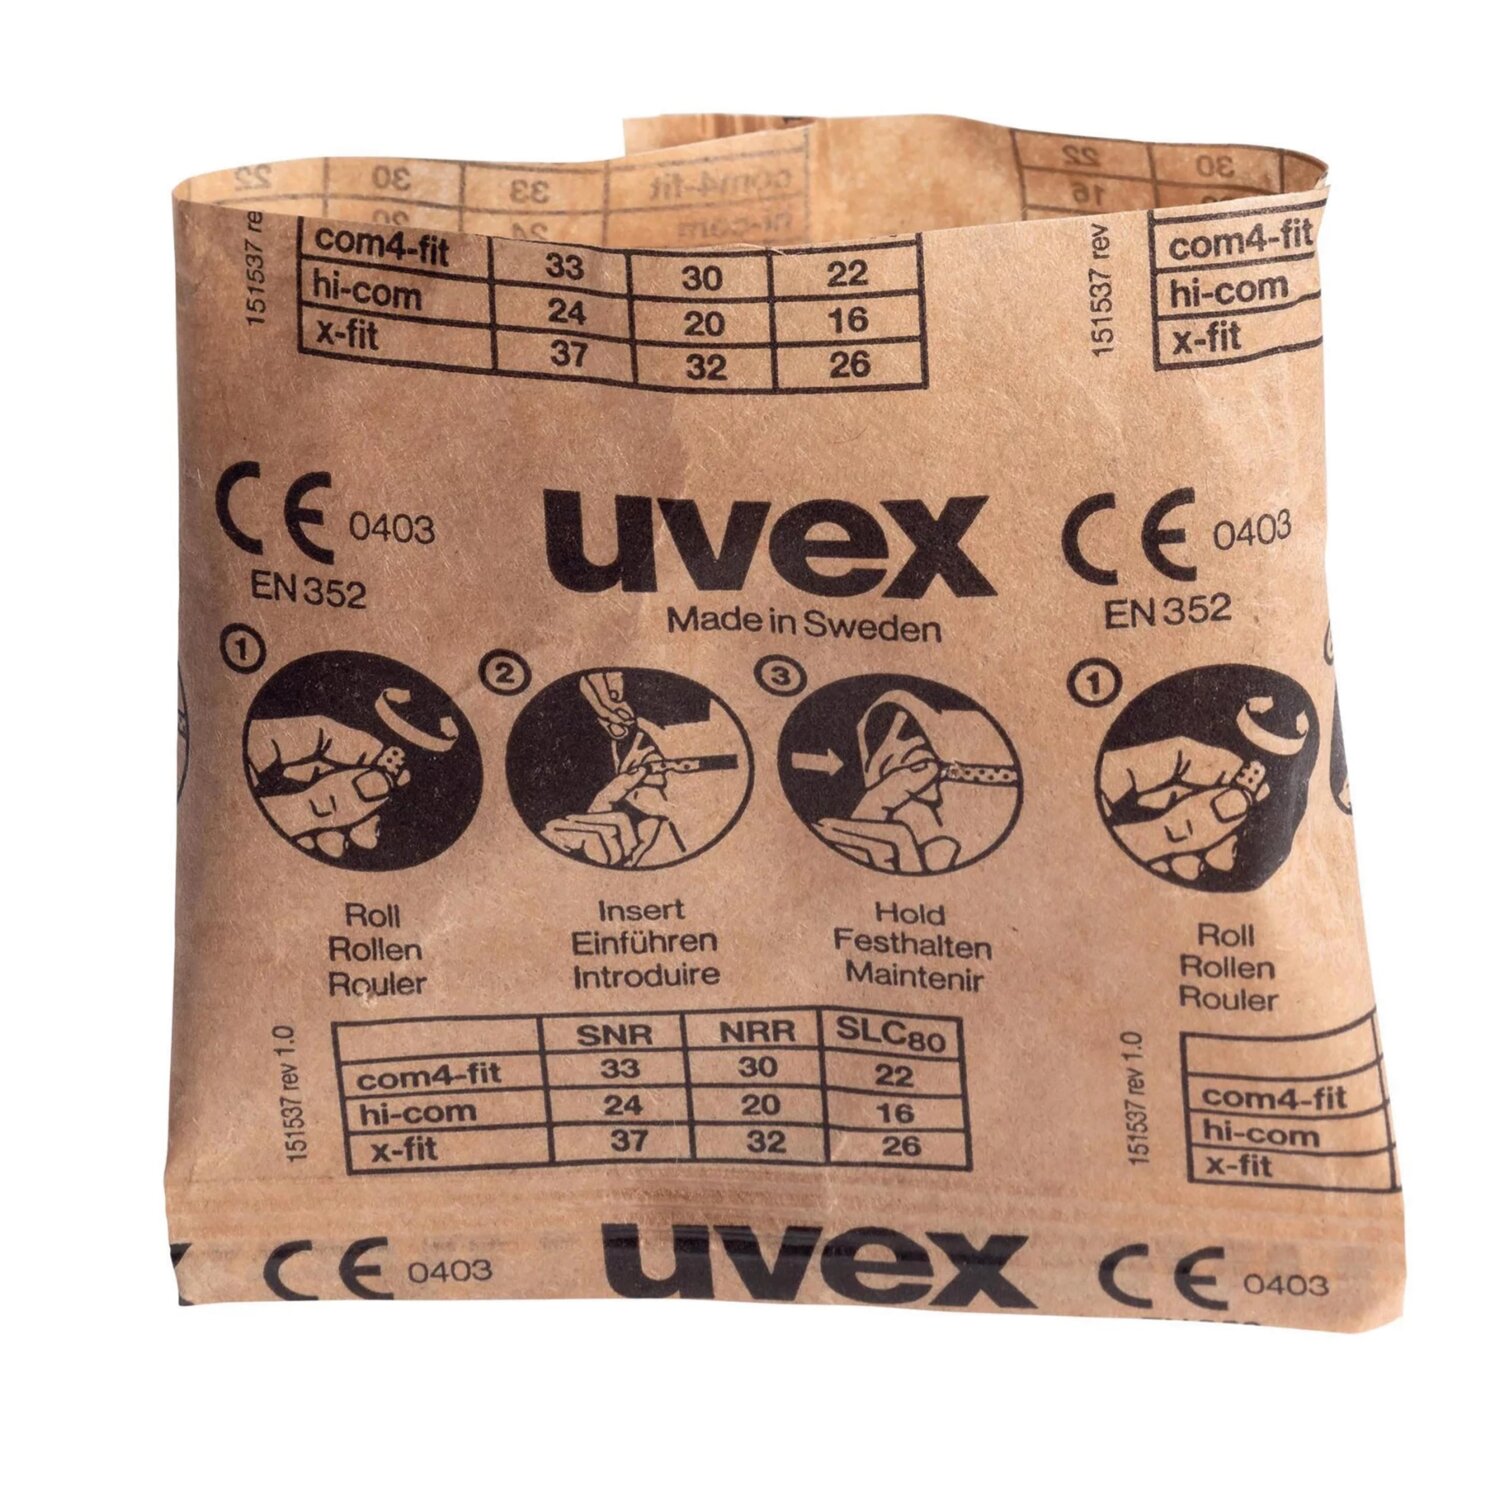 com4-fit 33 30 22
hi-com 24 20 16
x-fit 37 32 26
151537 re
151537 rev
com4-fit
hi-com
x-fit
CE 0403
EN 352
uvex
Made in Sweden
CE 0403
EN 352
1
2
3
1
Roll
Rollen
Rouler
Insert
Einführen
Introduire
Hold
Festhalten
Maintenir
Roll
Rollen
Rouler
151537 rev 1.0
SNR NRR SLC80
com4-fit 33 30 22
hi-com 24 20 16
x-fit 37 32 26
151537 rev 1.0
com4-fit
hi-com
x-fit
CE 0403
uvex
CE 0403